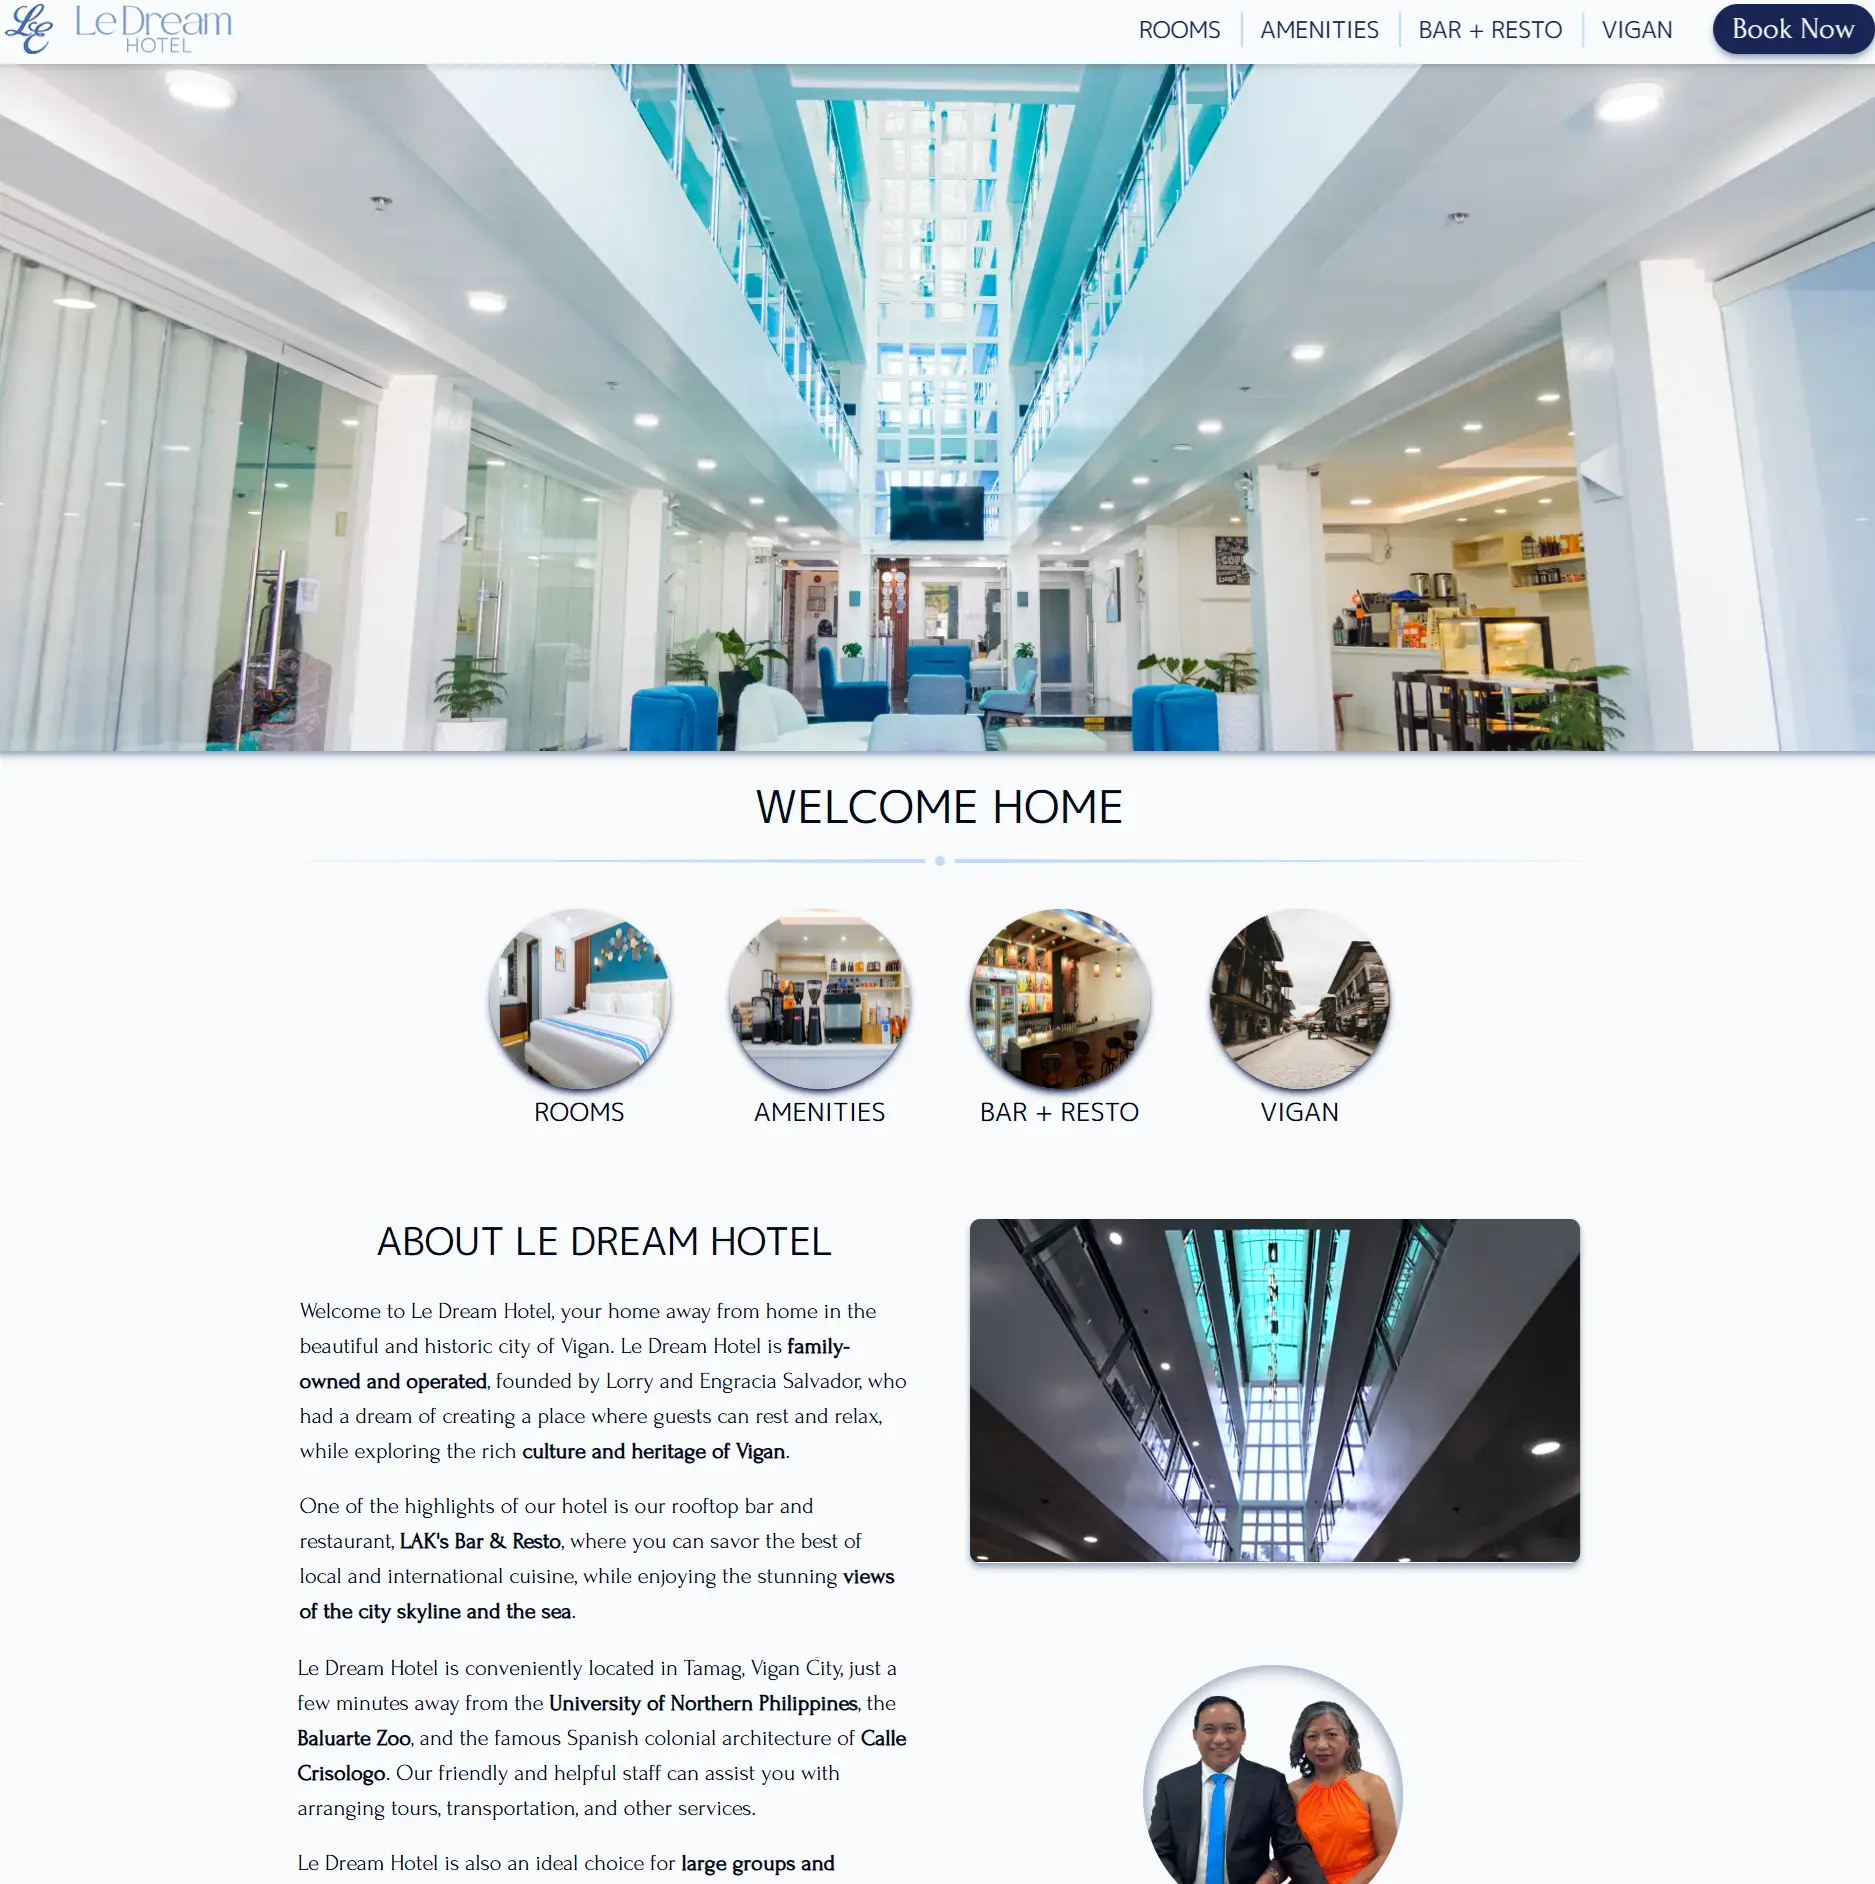 LE Le Dream
HOTEL
ROOMS AMENITIES BAR + RESTO VIGAN Book Now
WELCOME HOME
ROOMS AMENITIES BAR + RESTO VIGAN
ABOUT LE DREAM HOTEL
Welcome to Le Dream Hotel, your home away from home in the
beautiful and historic city of Vigan. Le Dream Hotel is family-
owned and operated, founded by Lorry and Engracia Salvador, who
had a dream of creating a place where guests can rest and relax,
while exploring the rich culture and heritage of Vigan.
One of the highlights of our hotel is our rooftop bar and
restaurant, LAK's Bar & Resto, where you can savor the best of
local and international cuisine, while enjoying the stunning views
of the city skyline and the sea.
Le Dream Hotel is conveniently located in Tamag, Vigan City, just a
few minutes away from the University of Northern Philippines, the
Baluarte Zoo, and the famous Spanish colonial architecture of Calle
Crisologo. Our friendly and helpful staff can assist you with
arranging tours, transportation, and other services.
Le Dream Hotel is also an ideal choice for large groups and